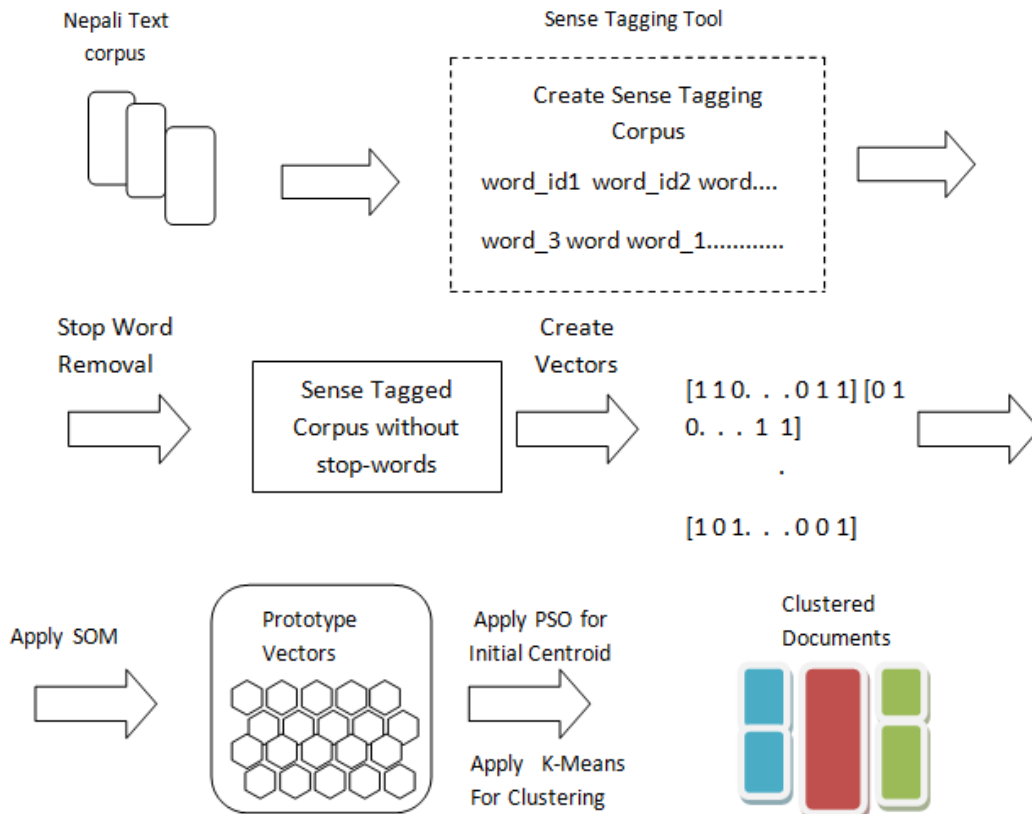 Nepali Text
corpus
Sense Tagging Tool
Create Sense Tagging
Corpus
word_id1 word_id2 word....
word_3 word word_1............
Stop Word
Removal
Sense Tagged
Corpus without
stop-words
Create
Vectors
[1 1 0. . . 0 1 1] [0 1
0. . . 1 1]
.
[1 0 1. . . 0 0 1]
Apply SOM
Prototype
Vectors
Apply PSO for
Initial Centroid
Apply K-Means
For Clustering
Clustered
Documents